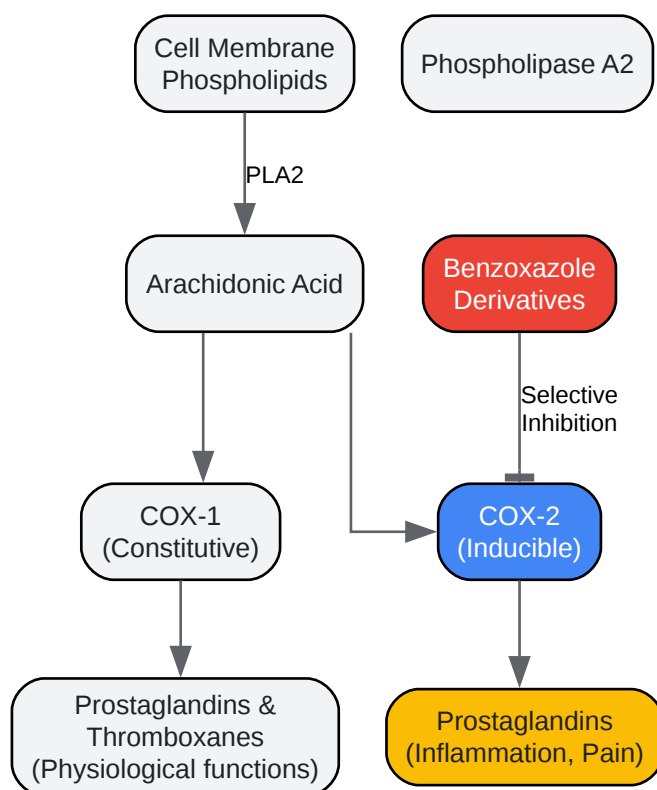 Cell Membrane
Phospholipids
Phospholipase A2
PLA2
Arachidonic Acid
Benzoxazole
Derivatives
Selective
Inhibition
COX-1
(Constitutive)
COX-2
(Inducible)
Prostaglandins &
Thromboxanes
(Physiological functions)
Prostaglandins
(Inflammation, Pain)